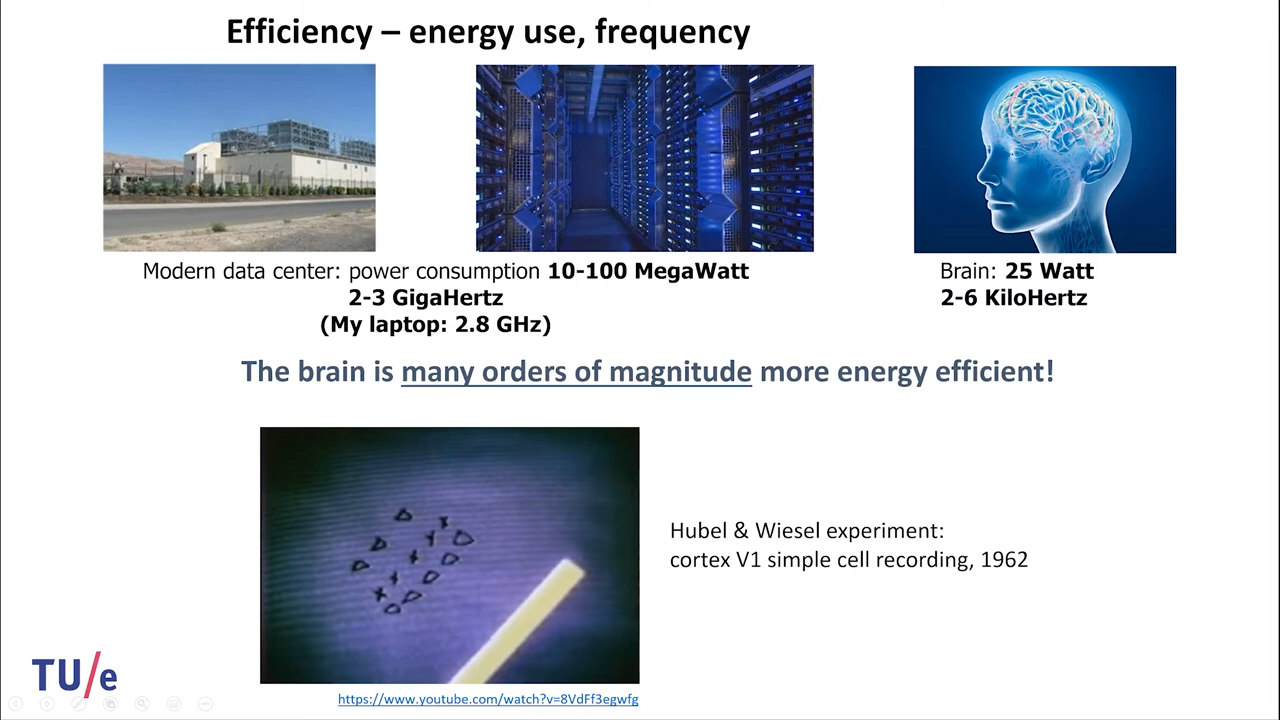 Efficiency – energy use, frequency
Modern data center: power consumption 10-100 MegaWatt
2-3 GigaHertz
(My laptop: 2.8 GHz)
Brain: 25 Watt
2-6 KiloHertz
The brain is many orders of magnitude more energy efficient!
Hubel & Wiesel experiment:
cortex V1 simple cell recording, 1962
TU/e
https://www.youtube.com/watch?v=8VdFf3egwfg